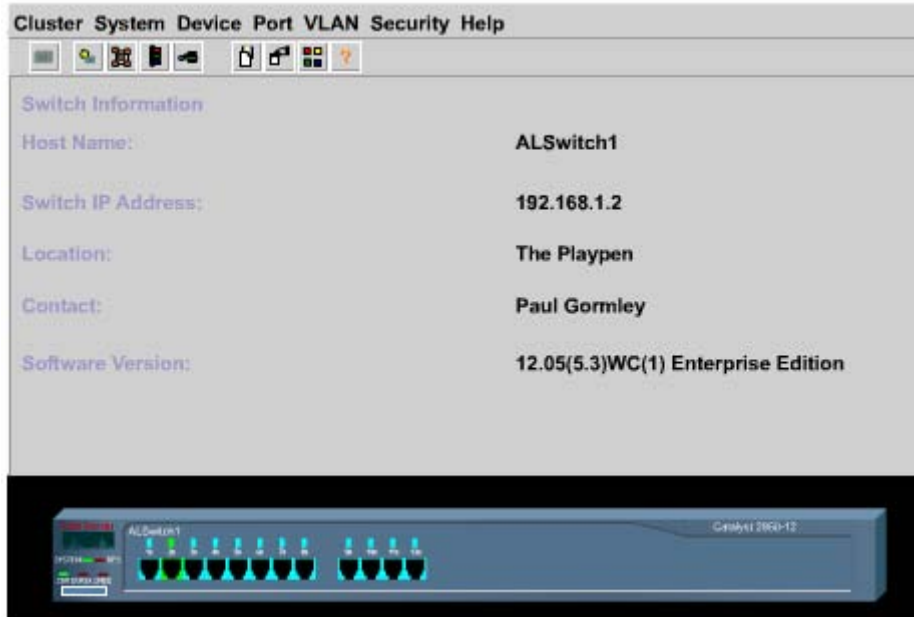 Cluster System Device Port VLAN Security Help
Switch Information
Host Name: ALSwitch1
Switch IP Address: 192.168.1.2
Location: The Playpen
Contact: Paul Gormley
Software Version: 12.05(5.3)WC(1) Enterprise Edition
ALSwitch1
Catalyst 2950-12